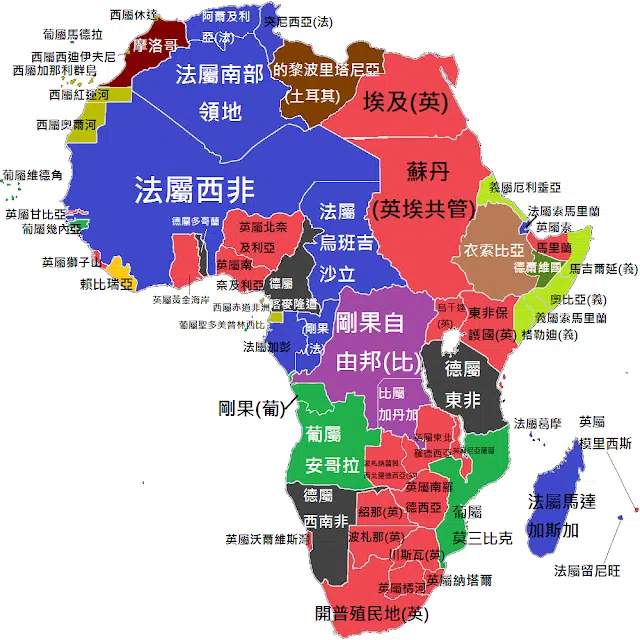 西屬休達
阿爾及利
亞(法)
突尼西亞(法)
葡屬馬德拉
摩洛哥
西屬西迪伊夫尼
西屬加那利群島
法屬南部
領地
的黎波里塔尼亞
(土耳其)
埃及(英)
西屬紅運河
西屬奧爾河
葡屬維德角
法屬西非
蘇丹
(英埃共管)
義屬厄利垂亞
法屬索馬里蘭
英屬索
馬里蘭
英屬甘比亞
葡屬幾內亞
德屬多哥蘭
英屬北奈
及利亞
法屬
烏班吉
沙立
衣索比亞
德爾維國
馬吉爾延(義)
英屬獅子山
賴比瑞亞
英屬黃金海岸
英屬南
奈及利亞
德屬
喀麥隆造
奧比亞(義)
義屬索馬里蘭
西屬赤道非洲
葡屬聖多美普林西比
法屬加彭
剛果
(法)
剛果自
由邦(比)
烏干達
(英)
東非保
護國(英)
格勒迪(義)
比屬
加丹加
德屬
東非
剛果(葡)
葡屬
安哥拉
英屬東北
羅德西亞
法屬葛摩
英屬
模里西斯
德屬
西南非
英屬南羅
德西亞
葡屬
莫三比克
法屬馬達
加斯加
紹那(英)
英屬沃爾維斯灣
波札那(英)
川斯瓦(英)
法屬留尼旺
英屬橘河
英屬納塔爾
開普殖民地(英)